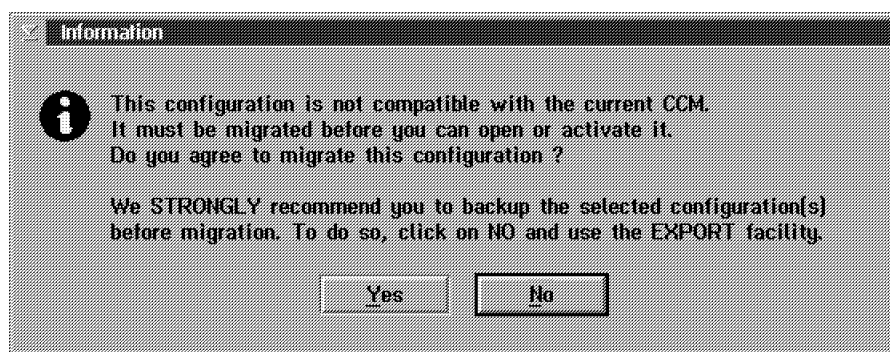 Information
This configuration is not compatible with the current CCM.
It must be migrated before you can open or activate it.
Do you agree to migrate this configuration ?
We STRONGLY recommend you to backup the selected configuration(s)
before migration. To do so, click on NO and use the EXPORT facility.
Yes No